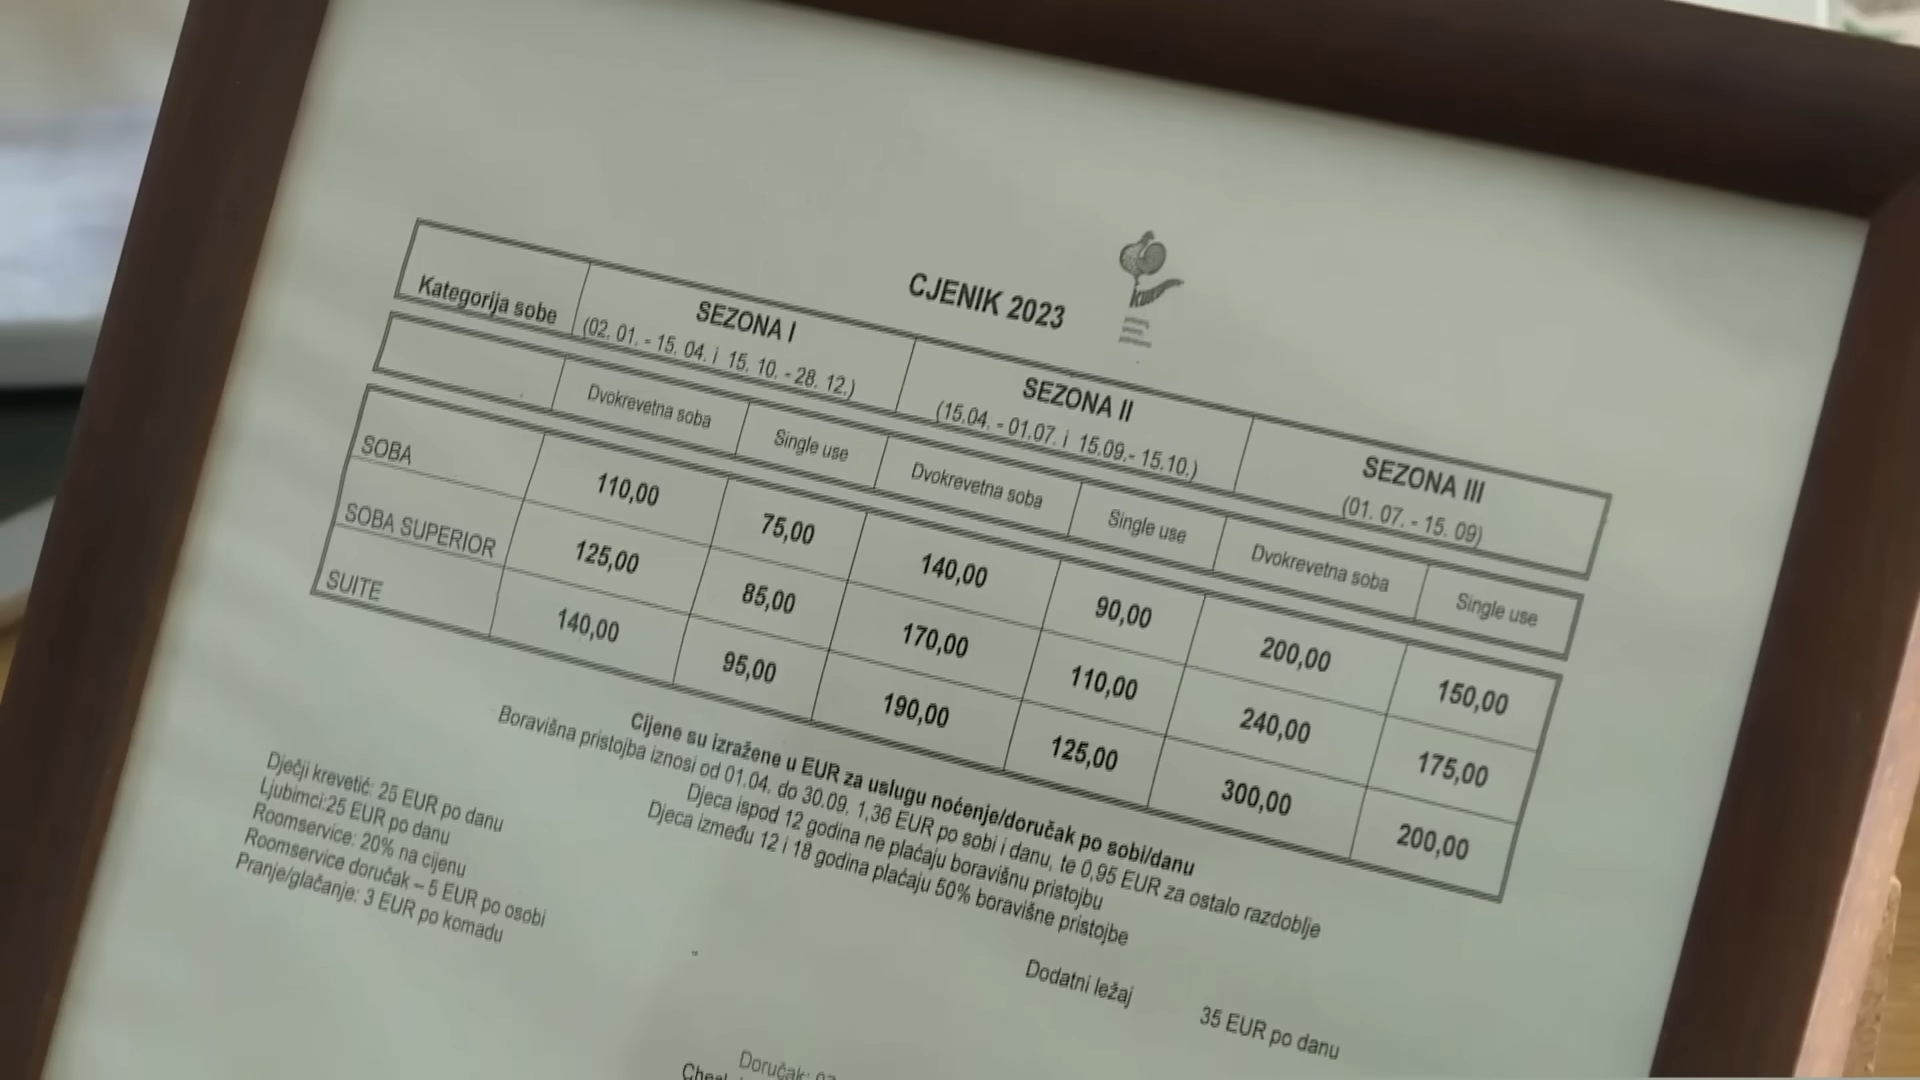 CJENIK 2023
Kategorija sobe
SEZONA I
(02. 01. - 15. 04. i 15. 10. - 28. 12.)
SEZONA II
(15.04. - 01.07. i 15.09.- 15.10.)
SEZONA III
(01. 07. - 15. 09)
Dvokrevetna soba Single use Dvokrevetna soba Single use Dvokrevetna soba Single use
SOBA 110,00 75,00 140,00 90,00 200,00 150,00
SOBA SUPERIOR 125,00 85,00 170,00 110,00 240,00 175,00
SUITE 140,00 95,00 190,00 125,00 300,00 200,00
Cijene su izražene u EUR za uslugu noćenje/doručak po sobi/danu
Boravišna pristojba iznosi od 01.04. do 30.09. 1,36 EUR po sobi i danu, te 0,95 EUR za ostalo razdoblje
Djeca ispod 12 godina ne plaćaju boravišnu pristojbu
Djeca između 12 i 18 godina plaćaju 50% boravišne pristojbe
Dječji krevetić: 25 EUR po danu
Ljubimci:25 EUR po danu
Roomservice: 20% na cijenu
Roomservice doručak – 5 EUR po osobi
Pranje/glačanje: 3 EUR po komadu
Dodatni ležaj 35 EUR po danu
Doručak: